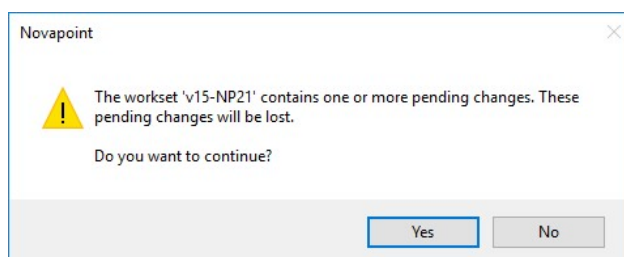 Novapoint
The workset 'v15-NP21' contains one or more pending changes. These
pending changes will be lost.
Do you want to continue?
Yes
No